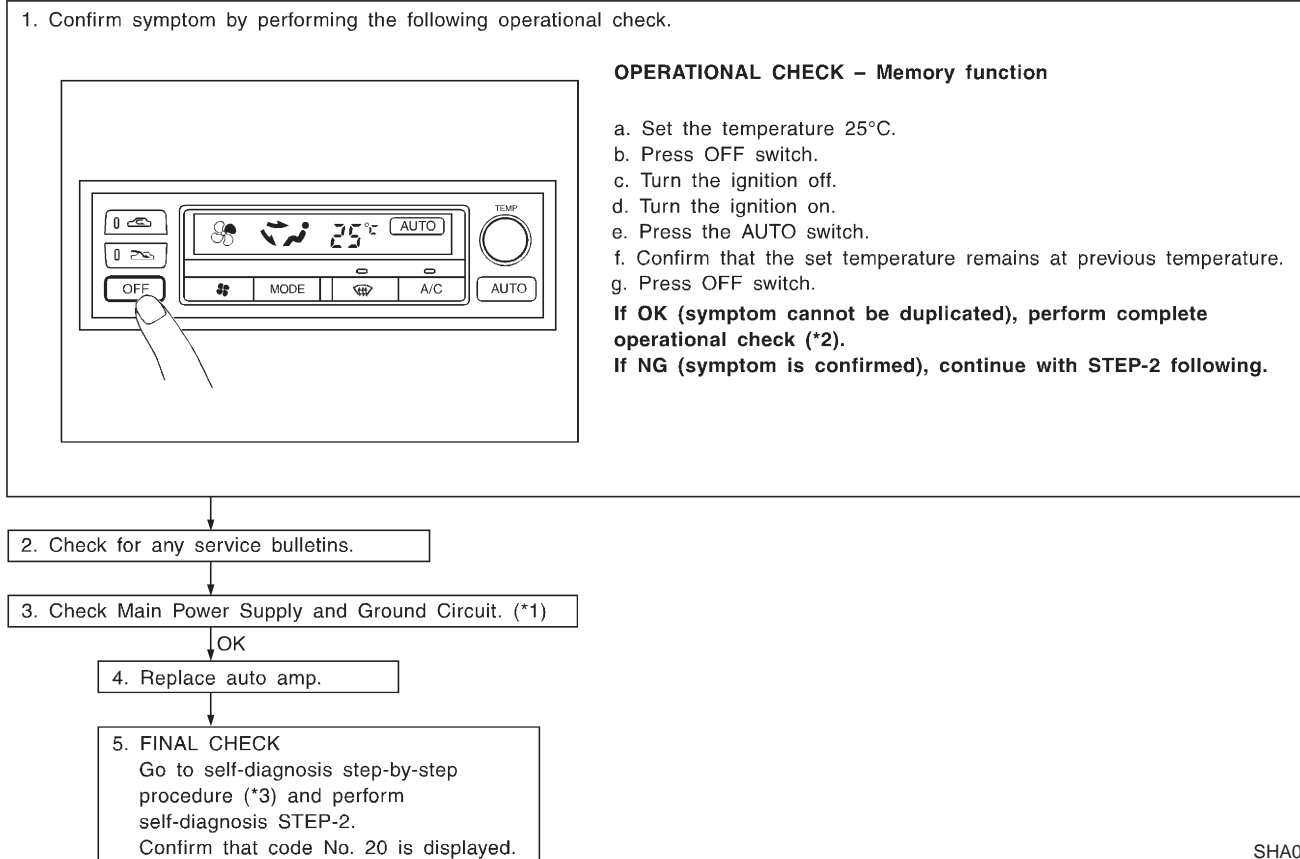 1. Confirm symptom by performing the following operational check.
OPERATIONAL CHECK – Memory function
a. Set the temperature 25°C.
b. Press OFF switch.
c. Turn the ignition off.
d. Turn the ignition on.
e. Press the AUTO switch.
f. Confirm that the set temperature remains at previous temperature.
g. Press OFF switch.
If OK (symptom cannot be duplicated), perform complete
operational check (*2).
If NG (symptom is confirmed), continue with STEP-2 following.
TEMP
25°C AUTO
OFF MODE A/C AUTO
2. Check for any service bulletins.
3. Check Main Power Supply and Ground Circuit. (*1)
OK
4. Replace auto amp.
5. FINAL CHECK
Go to self-diagnosis step-by-step
procedure (*3) and perform
self-diagnosis STEP-2.
Confirm that code No. 20 is displayed.
SHA0